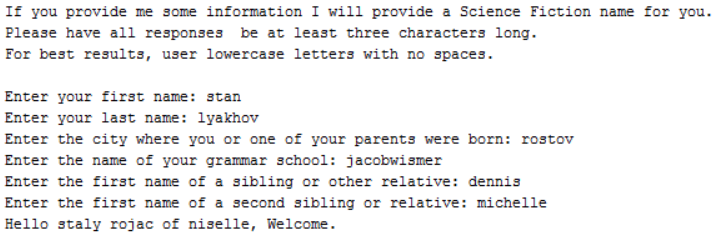 If you provide me some information I will provide a Science Fiction name for you.
Please have all responses  be at least three characters long.
For best results, user lowercase letters with no spaces.

Enter your first name: stan
Enter your last name: lyakhov
Enter the city where you or one of your parents were born: rostov
Enter the name of your grammar school: jacobwismer
Enter the first name of a sibling or other relative: dennis
Enter the first name of a second sibling or relative: michelle
Hello staly rojac of niselle, Welcome.